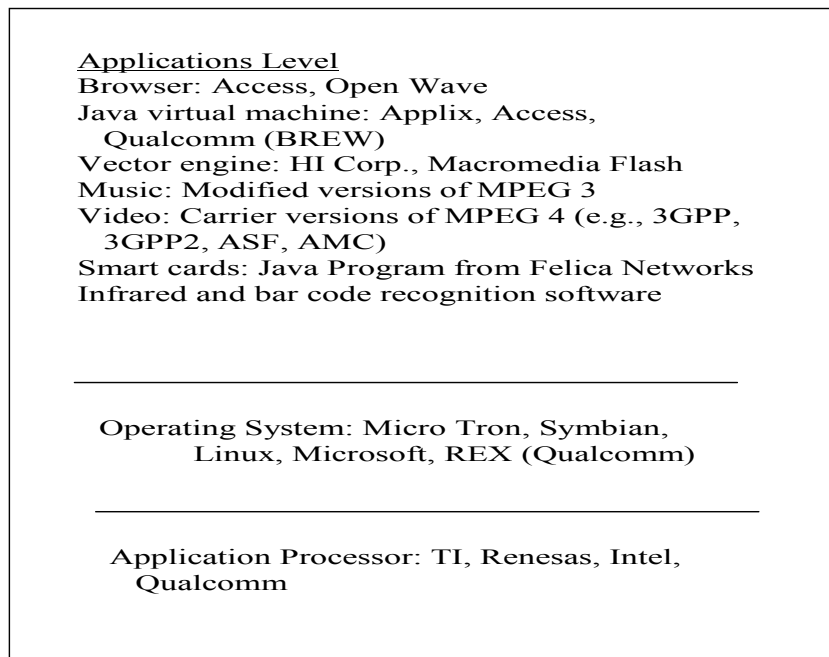 Applications Level
Browser: Access, Open Wave
Java virtual machine: Applix, Access,
Qualcomm (BREW)
Vector engine: HI Corp., Macromedia Flash
Music: Modified versions of MPEG 3
Video: Carrier versions of MPEG 4 (e.g., 3GPP,
3GPP2, ASF, AMC)
Smart cards: Java Program from Felica Networks
Infrared and bar code recognition software
Operating System: Micro Tron, Symbian,
Linux, Microsoft, REX (Qualcomm)
Application Processor: TI, Renesas, Intel,
Qualcomm